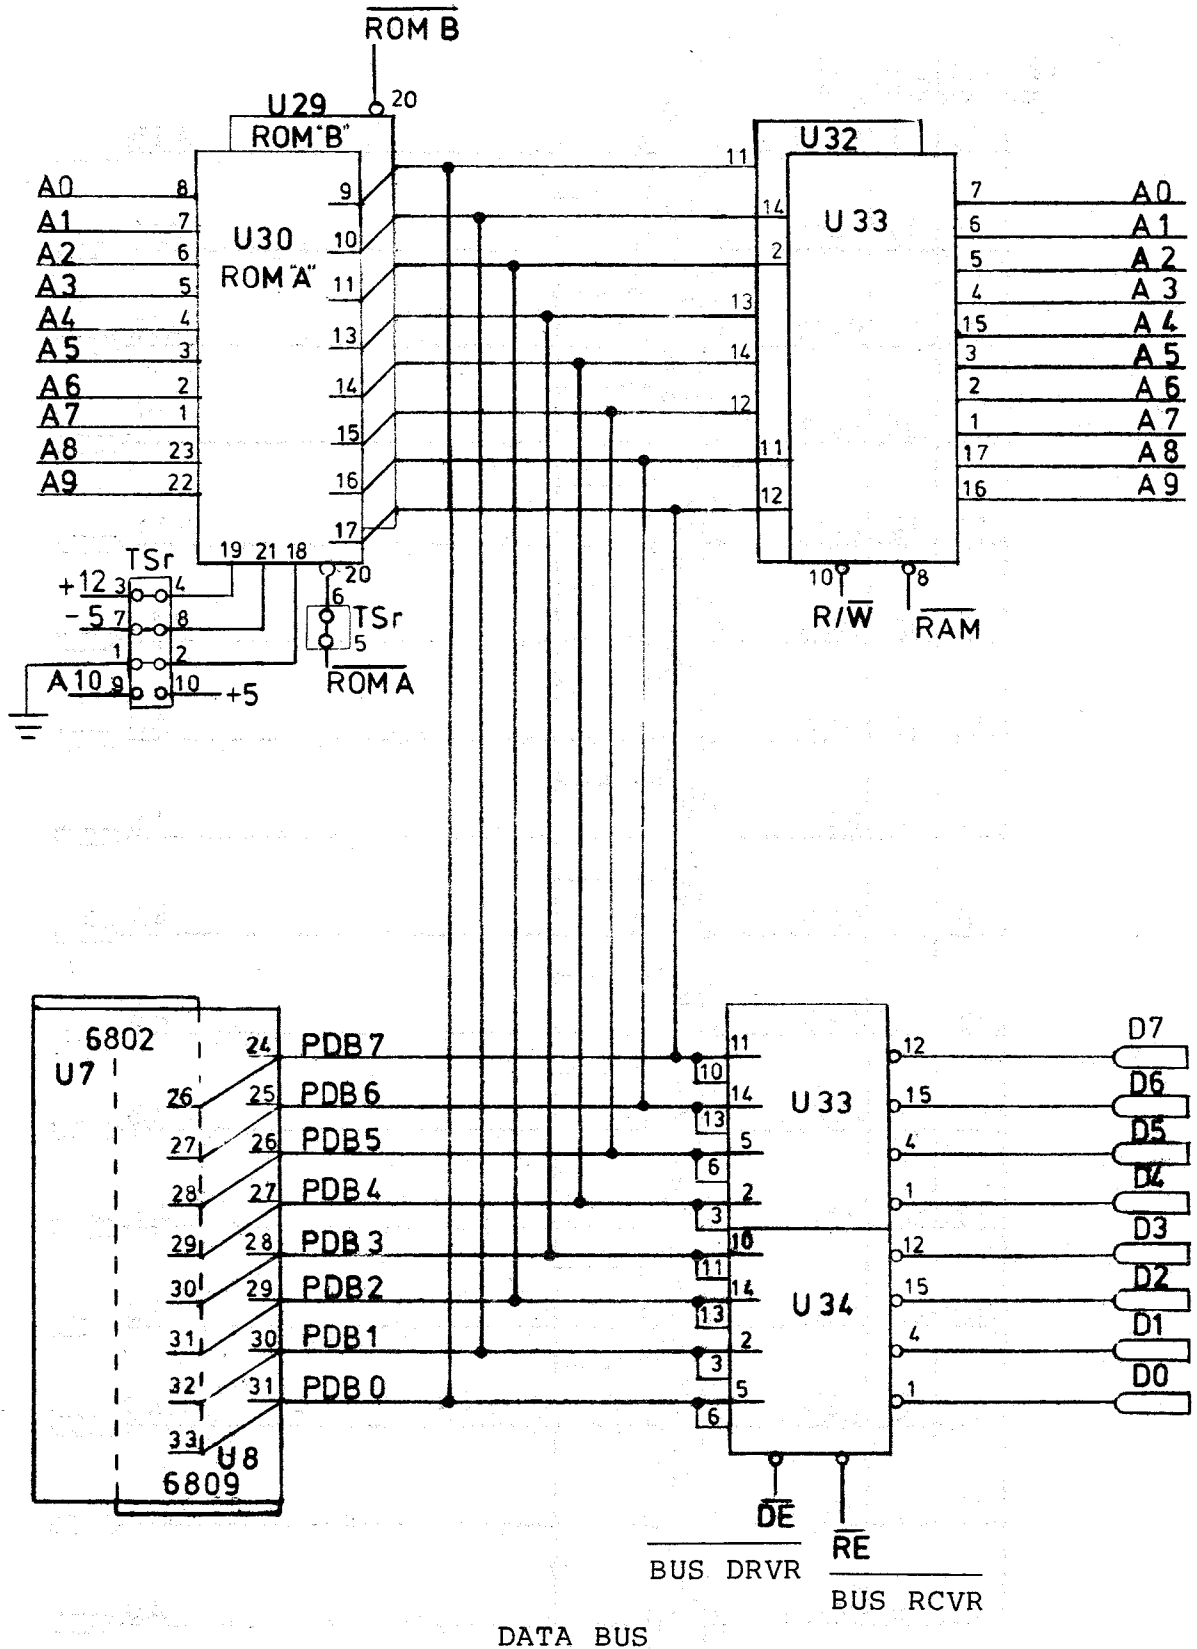 ROM B
20
U29
ROM"B"
U30
ROM"A"
A0 8
A1 7
A2 6
A3 5
A4 4
A5 3
A6 2
A7 1
A8 23
A9 22
9
10
11
13
14
15
16
17
19 21 18
20
TSr
+12 3 4
-5 7 8
1 2
A10 9 10 +5
6
TSr
5
ROM A
U32
U33
11
14
2
13
14
12
11
12
7 A0
6 A1
5 A2
4 A3
15 A4
3 A5
2 A6
1 A7
17 A8
16 A9
10
8
R/W
RAM
6802
U7
26
27
28
29
30
31
32
33
U8
6809
24 PDB7
25 PDB6
26 PDB5
27 PDB4
28 PDB3
29 PDB2
30 PDB1
31 PDB0
11
10
14
13
5
6
2
3
10
11
14
13
2
3
5
6
U33
U34
12 D7
15 D6
4 D5
1 D4
12 D3
15 D2
4 D1
1 D0
DE
RE
BUS DRVR
BUS RCVR
DATA BUS